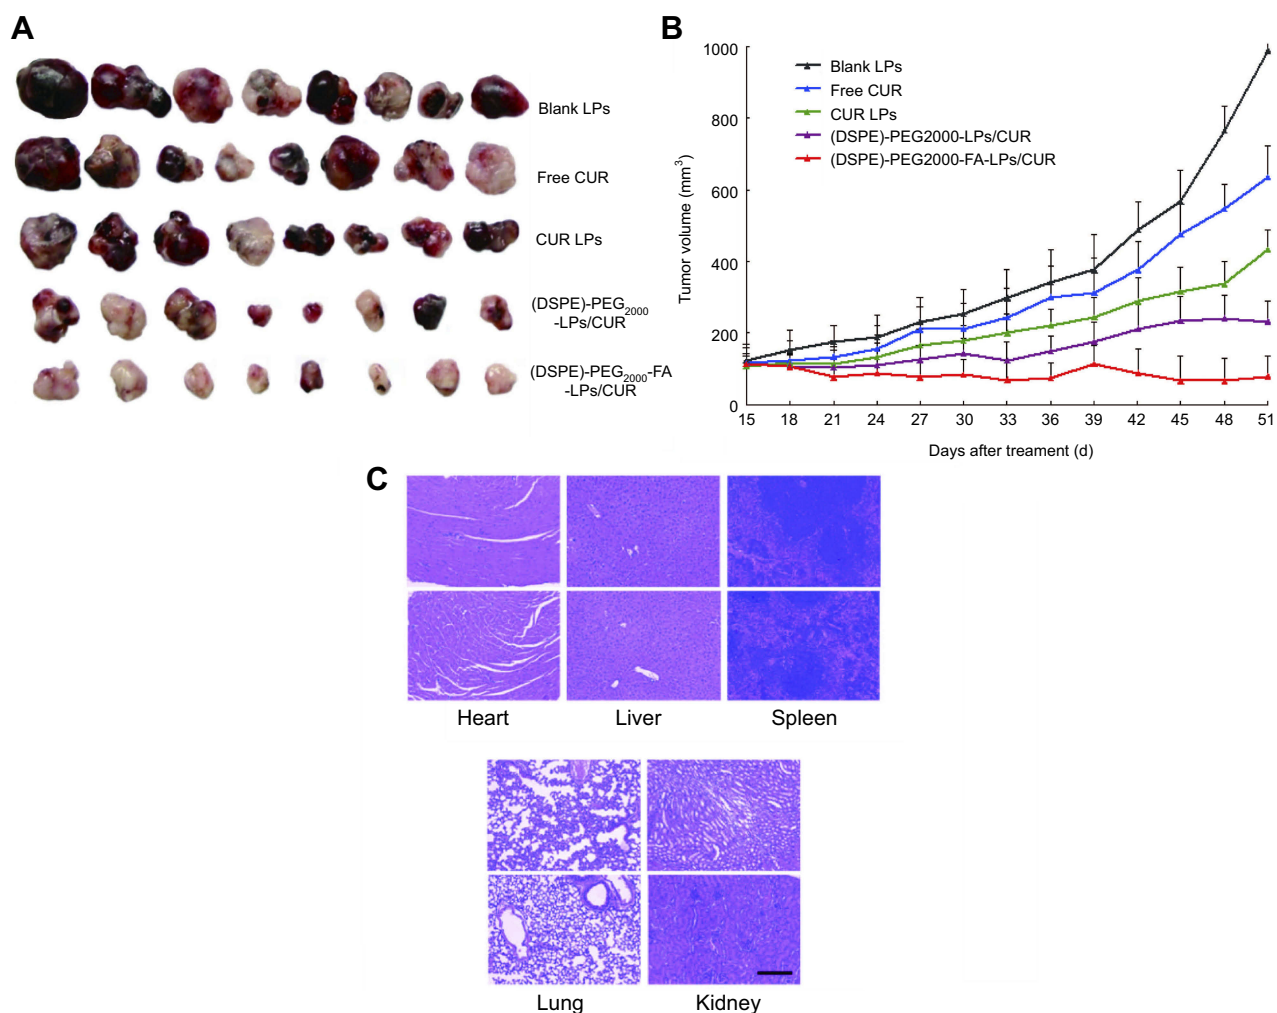 A
Blank LPs
Free CUR
CUR LPs
(DSPE)-PEG2000
-LPs/CUR
(DSPE)-PEG2000-FA
-LPs/CUR
B
Tumor volume (mm³)
1000
800
600
400
200
0
Blank LPs
Free CUR
CUR LPs
(DSPE)-PEG2000-LPs/CUR
(DSPE)-PEG2000-FA-LPs/CUR
15 18 21 24 27 30 33 36 39 42 45 48 51
Days after treament (d)
C
Heart Liver Spleen
Lung Kidney